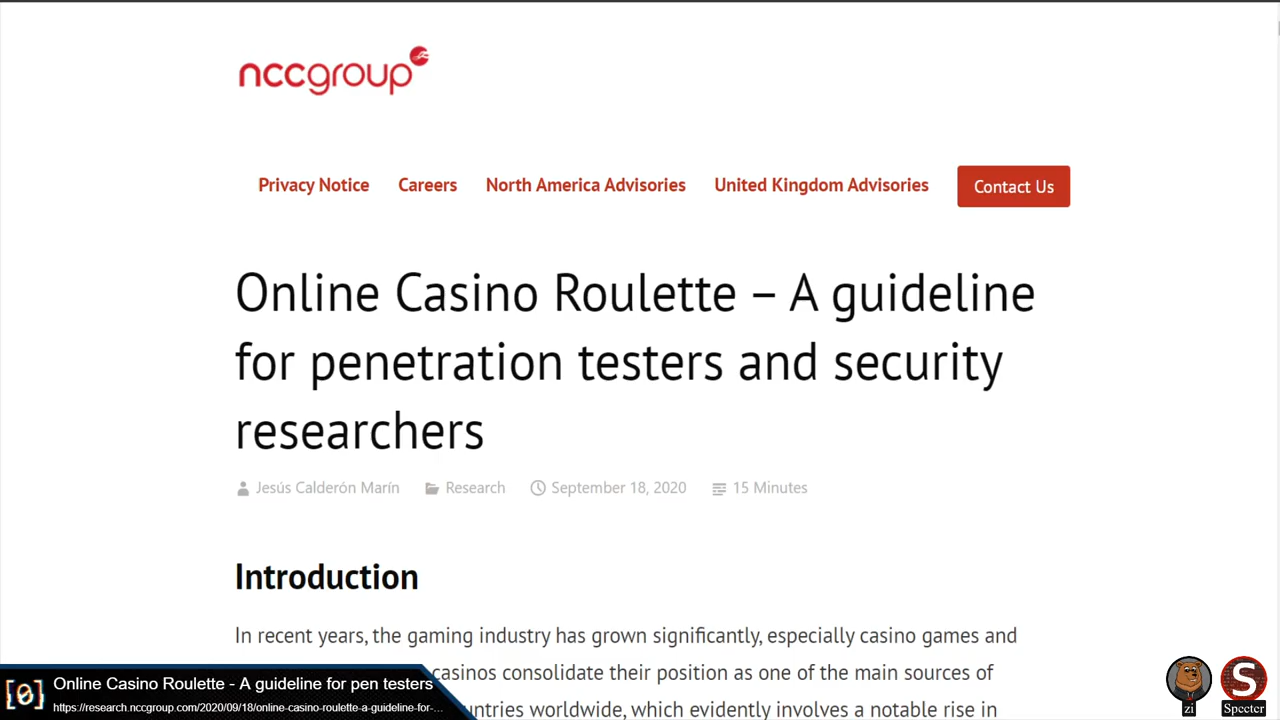 nccgroup
Privacy Notice Careers North America Advisories United Kingdom Advisories Contact Us
Online Casino Roulette – A guideline
for penetration testers and security
researchers
Jesús Calderón Marín Research September 18, 2020 15 Minutes
Introduction
In recent years, the gaming industry has grown significantly, especially casino games and
casinos consolidate their position as one of the main sources of
countries worldwide, which evidently involves a notable rise in
[0] Online Casino Roulette - A guideline for pen testers
https://research.nccgroup.com/2020/09/18/online-casino-roulette-a-guideline-for-...
zi
S
Specter